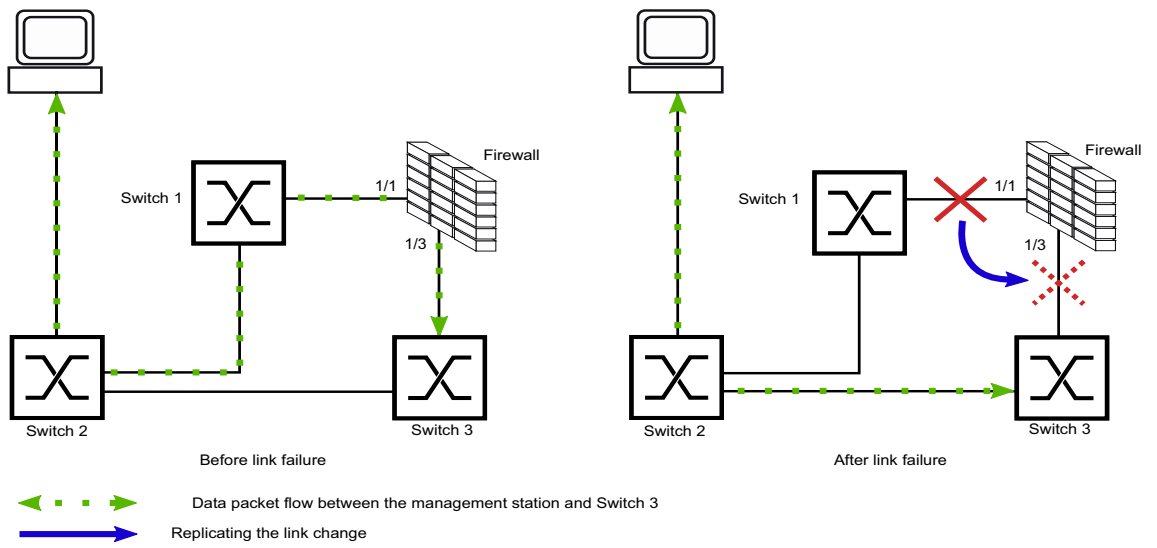 Switch 1
1/1
Firewall
1/3
Switch 2
Switch 3
Before link failure
Switch 1
1/1
Firewall
1/3
Switch 2
Switch 3
After link failure
Data packet flow between the management station and Switch 3
Replicating the link change